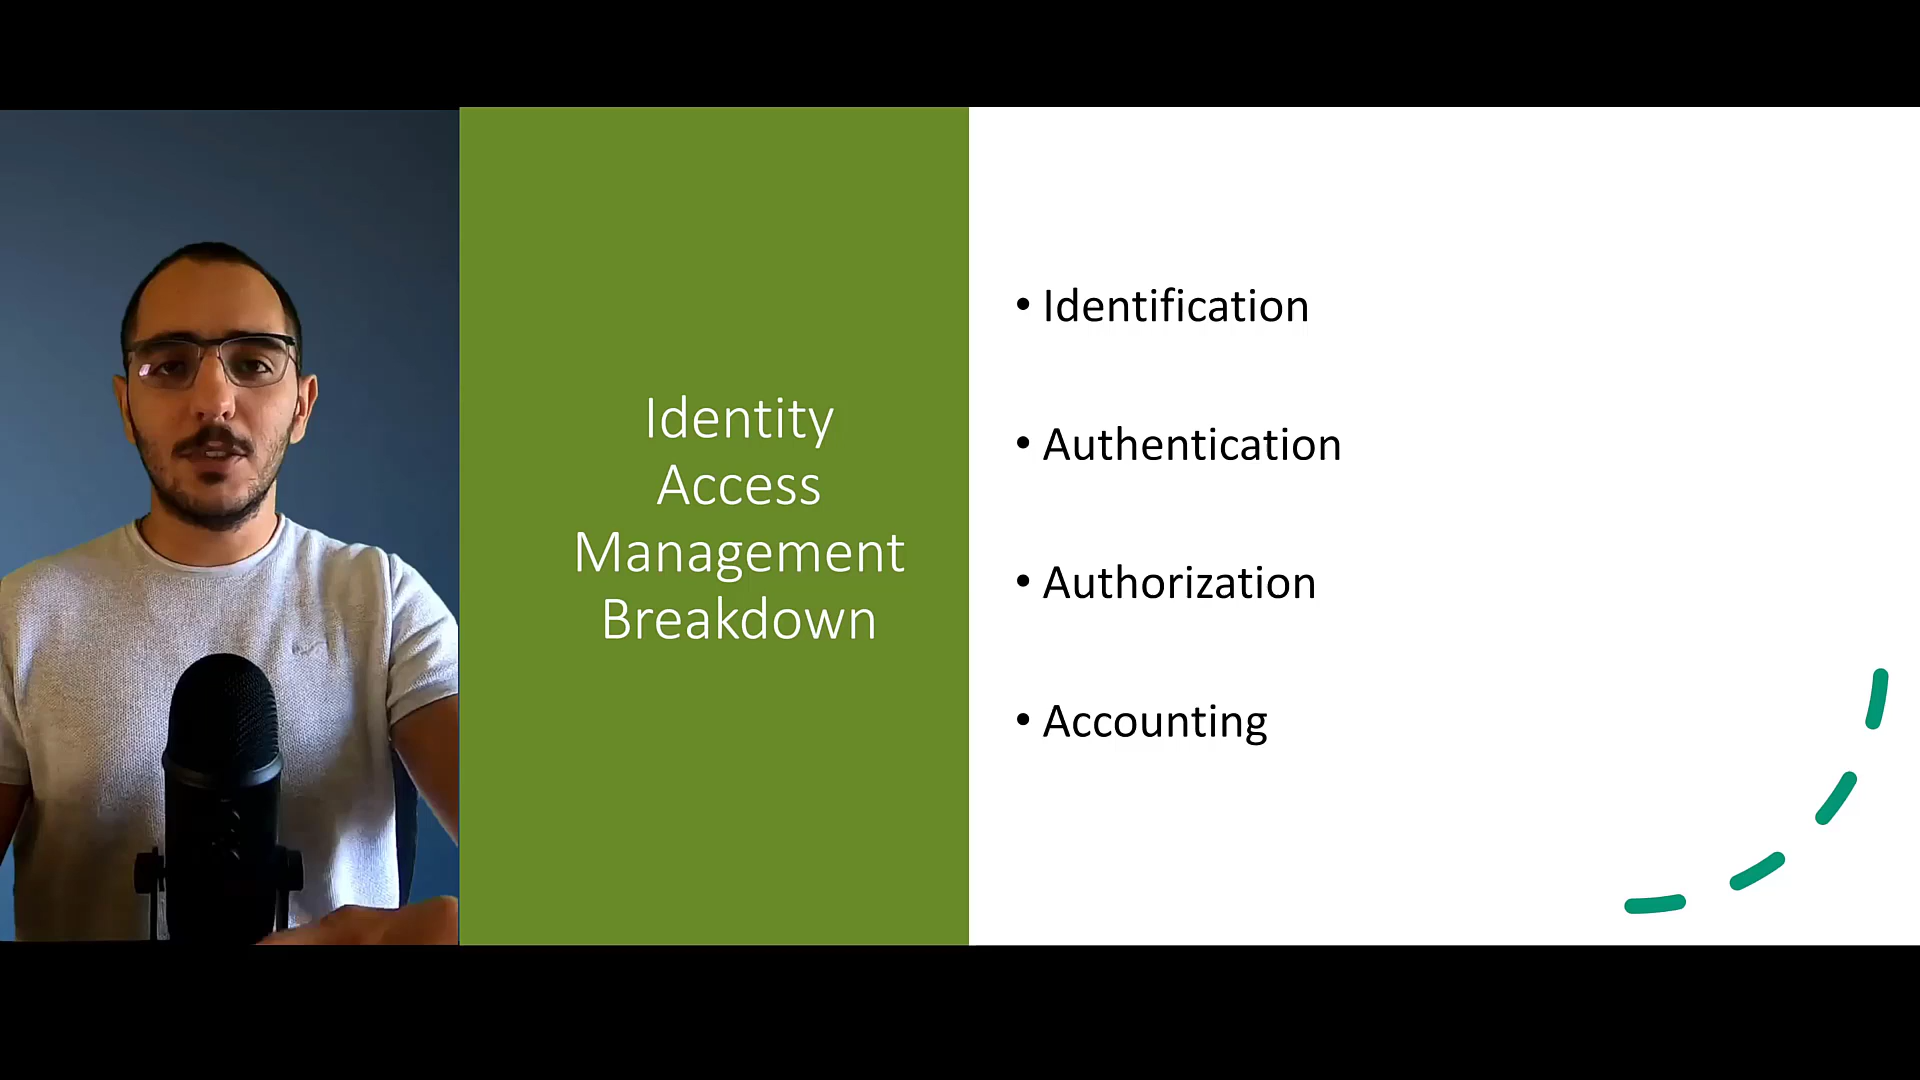 Identity
Access
Management
Breakdown
• Identification
• Authentication
• Authorization
• Accounting